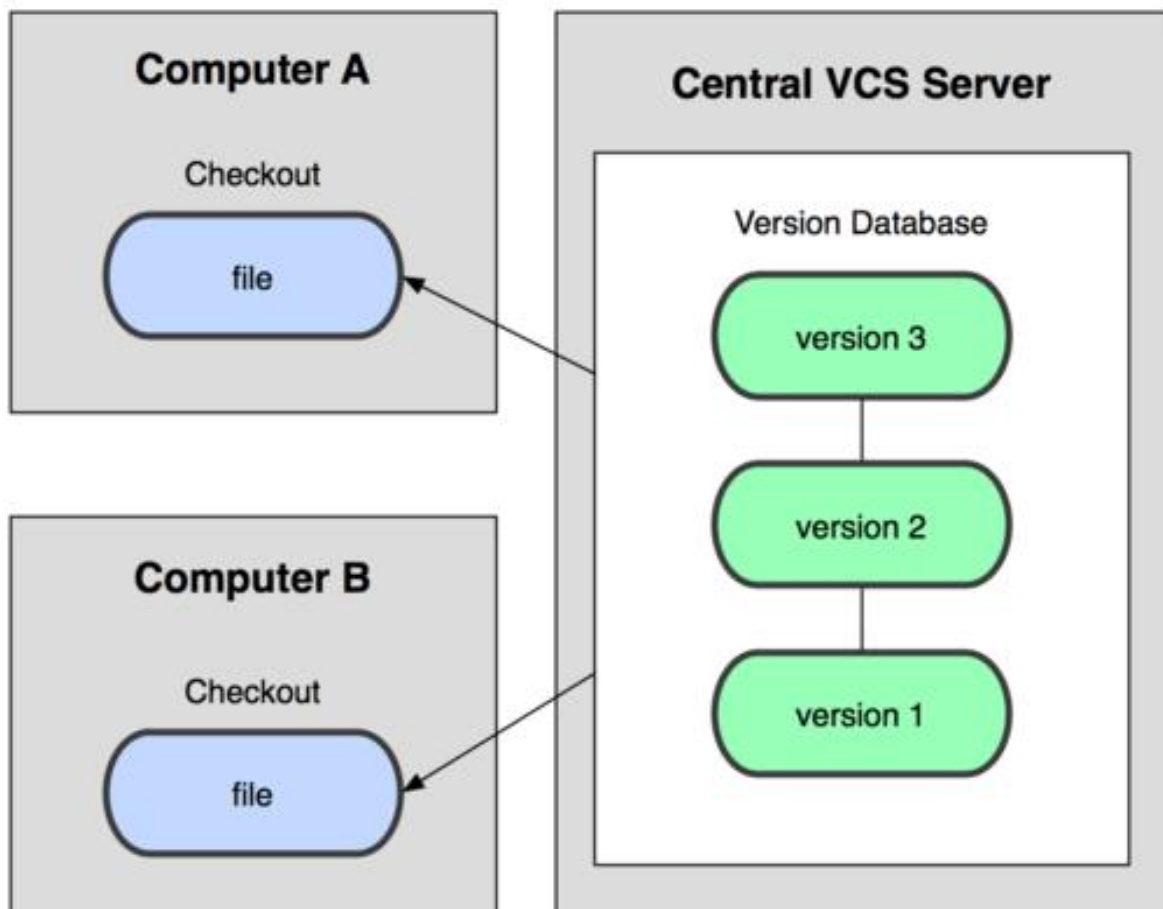 Computer A
Checkout
file
Computer B
Checkout
file
Central VCS Server
Version Database
version 3
version 2
version 1